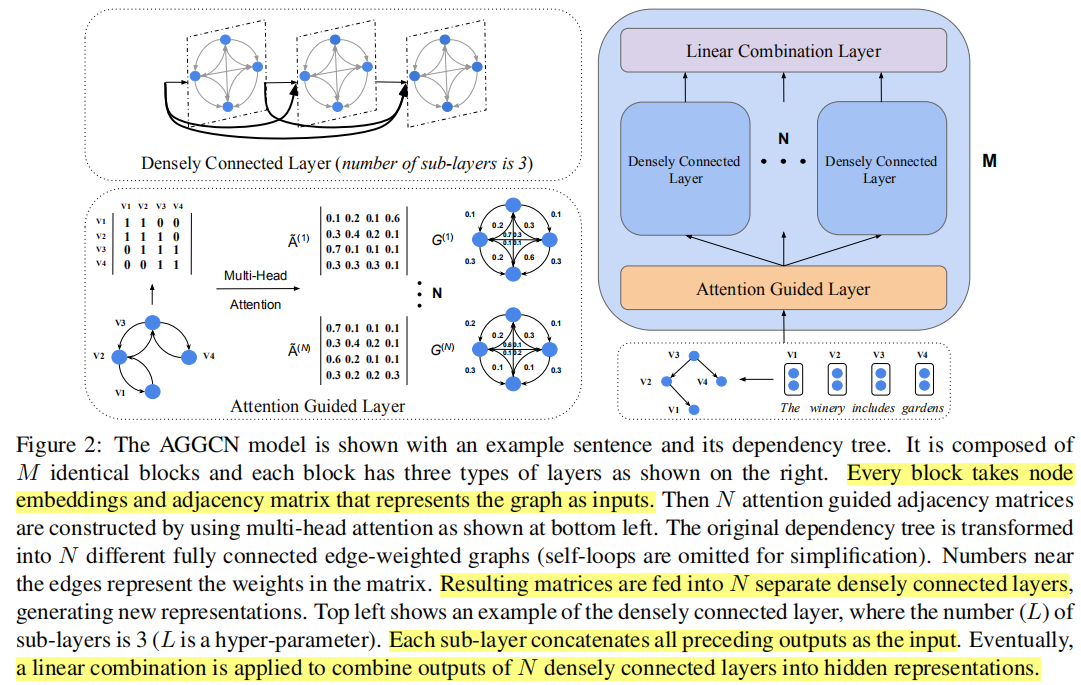 Densely Connected Layer (number of sub-layers is 3)
V1 V2 V3 V4
V1 1 1 0 0
V2 1 1 1 0
V3 0 1 1 1
V4 0 0 1 1
V3
V2
V4
V1
Multi-Head
Attention
Ã(1)
0.1 0.2 0.1 0.6
0.3 0.4 0.2 0.1
0.7 0.1 0.1 0.1
0.3 0.3 0.3 0.1
G(1)
0.1 0.1
0.2 0.3
0.7 0.3
0.1 0.1
0.2 0.6
0.3 0.3
N
Ã(N)
0.7 0.1 0.1 0.1
0.3 0.4 0.2 0.1
0.6 0.2 0.1 0.1
0.3 0.2 0.2 0.3
G(N)
0.2 0.1
0.3 0.3
0.6 0.1
0.1 0.2
0.1 0.1
0.3 0.3
Attention Guided Layer
Linear Combination Layer
Densely Connected
Layer
N
Densely Connected
Layer
M
Attention Guided Layer
V3
V2
V4
V1
V1 V2 V3 V4
The winery includes gardens
Figure 2: The AGGCN model is shown with an example sentence and its dependency tree. It is composed of
M identical blocks and each block has three types of layers as shown on the right. Every block takes node
embeddings and adjacency matrix that represents the graph as inputs. Then N attention guided adjacency matrices
are constructed by using multi-head attention as shown at bottom left. The original dependency tree is transformed
into N different fully connected edge-weighted graphs (self-loops are omitted for simplification). Numbers near
the edges represent the weights in the matrix. Resulting matrices are fed into N separate densely connected layers,
generating new representations. Top left shows an example of the densely connected layer, where the number (L) of
sub-layers is 3 (L is a hyper-parameter). Each sub-layer concatenates all preceding outputs as the input. Eventually,
a linear combination is applied to combine outputs of N densely connected layers into hidden representations.